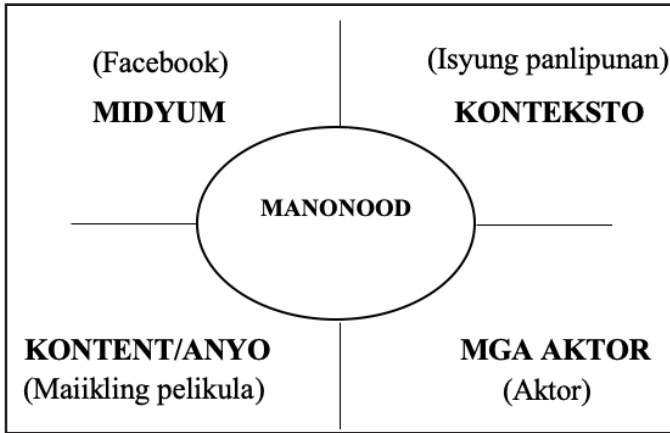 (Facebook)
MIDYUM
(Isyung panlipunan)
KONTEKSTO
MANONOOD
KONTENT/ANYO
(Maiikling pelikula)
MGA AKTOR
(Aktor)